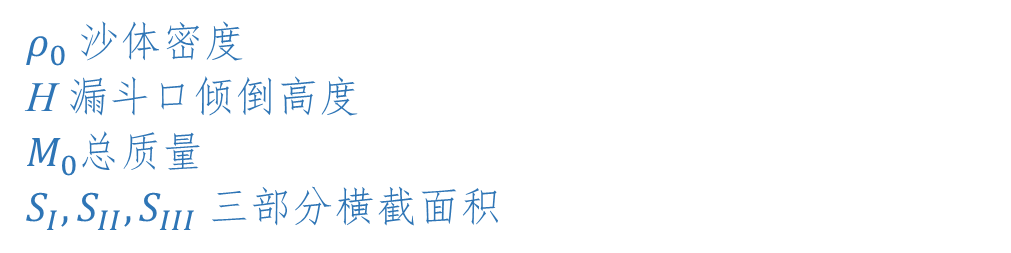 ρ₀ 沙体密度
H 漏斗口倾倒高度
M₀总质量
S_I, S_II, S_III 三部分横截面积